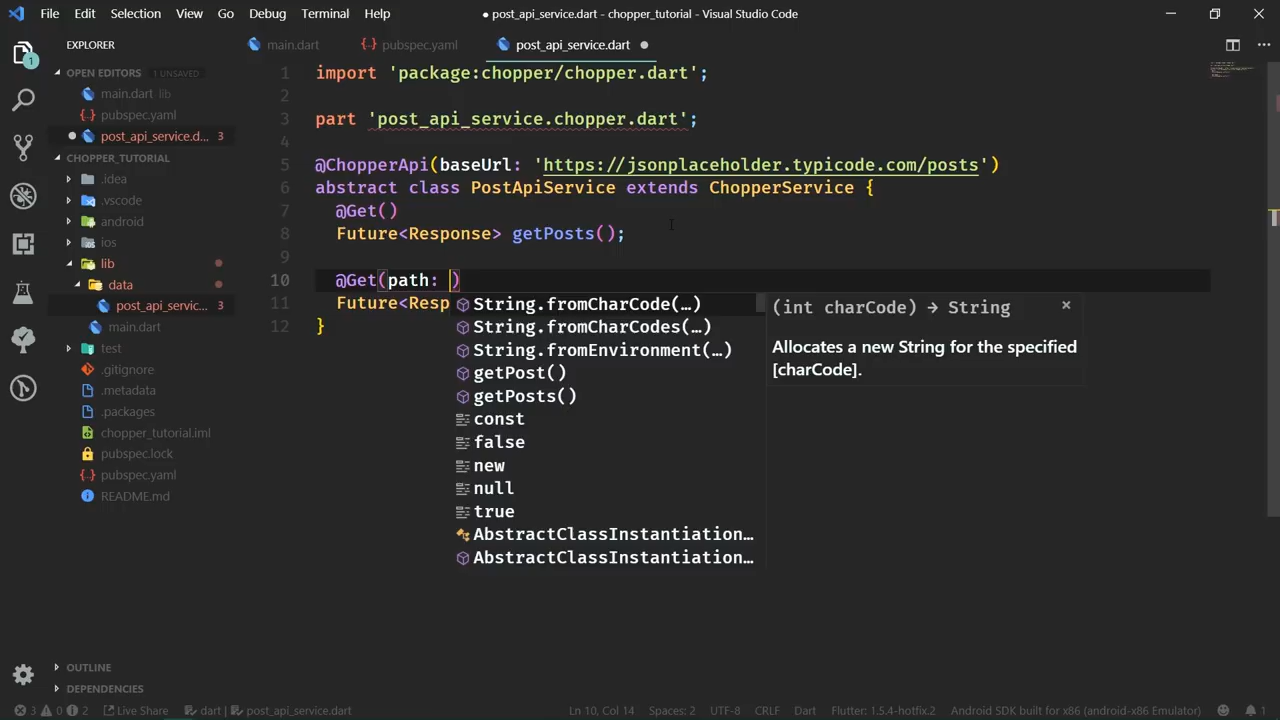 File Edit Selection View Go Debug Terminal Help
● post_api_service.dart - chopper_tutorial - Visual Studio Code
EXPLORER
OPEN EDITORS 1 UNSAVED
main.dart lib
pubspec.yaml
post_api_service.d... 3
CHOPPER_TUTORIAL
.idea
.vscode
android
ios
lib
data
post_api_servic... 3
main.dart
test
.gitignore
.metadata
.packages
chopper_tutorial.iml
pubspec.lock
pubspec.yaml
README.md
OUTLINE
DEPENDENCIES
1
main.dart
pubspec.yaml
post_api_service.dart
1 import 'package:chopper/chopper.dart';
2
3 part 'post_api_service.chopper.dart';
4
5 @ChopperApi(baseUrl: 'https://jsonplaceholder.typicode.com/posts')
6 abstract class PostApiService extends ChopperService {
7 @Get()
8 Future<Response> getPosts();
9
10 @Get(path: )
11 Future<Resp
12 }
String.fromCharCode(…)
String.fromCharCodes(…)
String.fromEnvironment(…)
getPost()
getPosts()
const
false
new
null
true
AbstractClassInstantiation…
AbstractClassInstantiation…
(int charCode) → String
Allocates a new String for the specified
[charCode].
3 0 2 Live Share dart | post_api_service.dart
Ln 10, Col 14 Spaces: 2 UTF-8 CRLF Dart Flutter: 1.5.4-hotfix.2 Android SDK built for x86 (android-x86 Emulator) 1